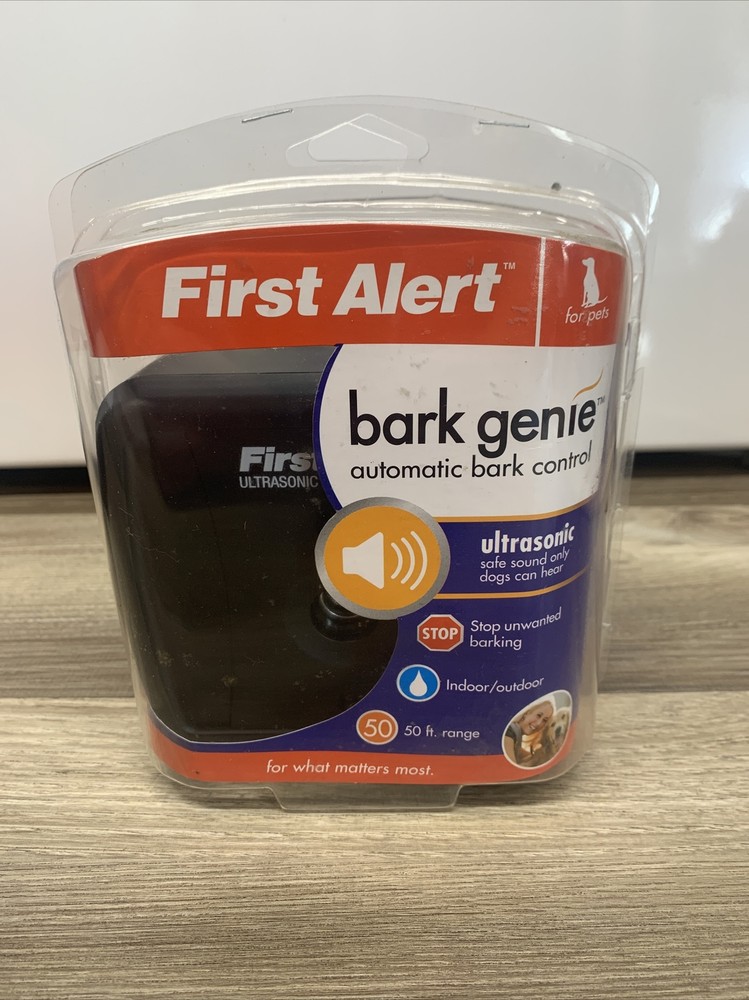 First Alert™
for pets
bark genie™
automatic bark control
First
ULTRASONIC
ultrasonic
safe sound only
dogs can hear
STOP
Stop unwanted
barking
Indoor/outdoor
50
50 ft. range
for what matters most.